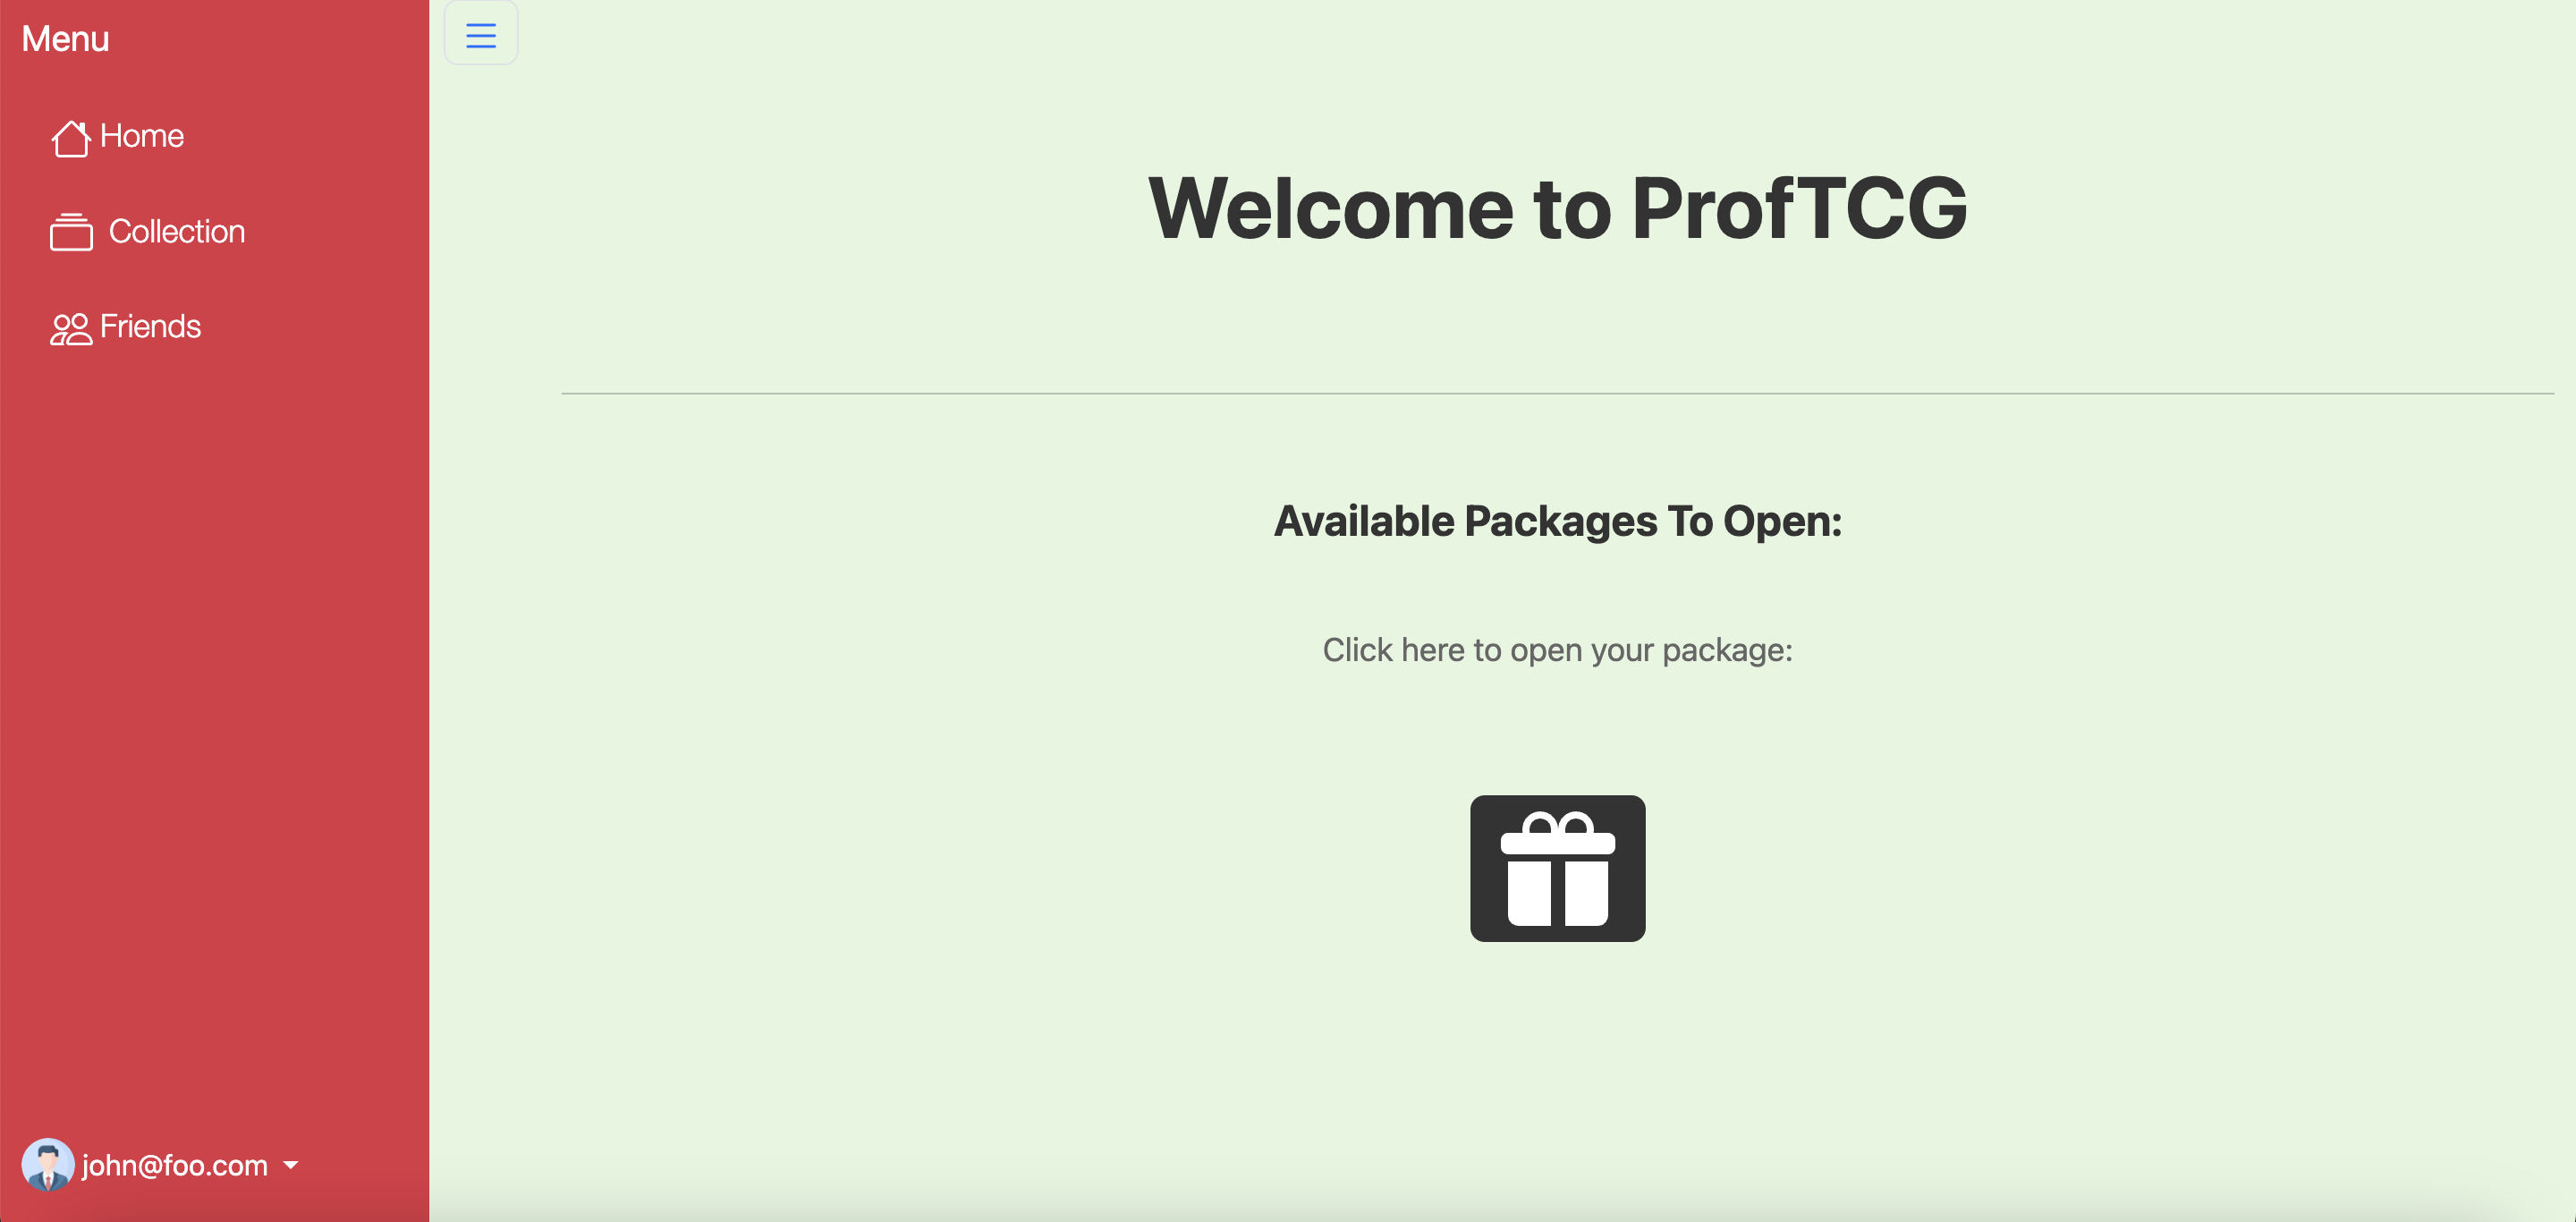 Menu
Home
Collection
Friends
Welcome to ProfTCG
Available Packages To Open:
Click here to open your package:
john@foo.com